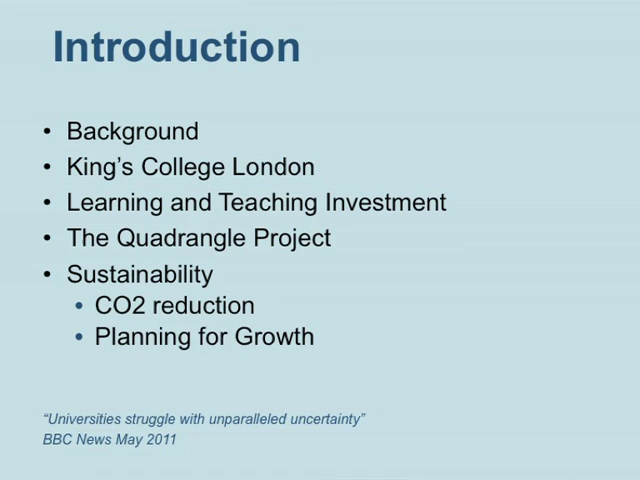 Introduction
• Background
• King’s College London
• Learning and Teaching Investment
• The Quadrangle Project
• Sustainability
• CO2 reduction
• Planning for Growth
“Universities struggle with unparalleled uncertainty”
BBC News May 2011